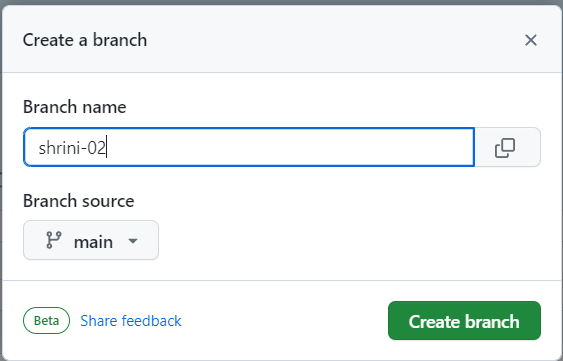 Create a branch
Branch name
shrini-02
Branch source
main
Beta Share feedback
Create branch